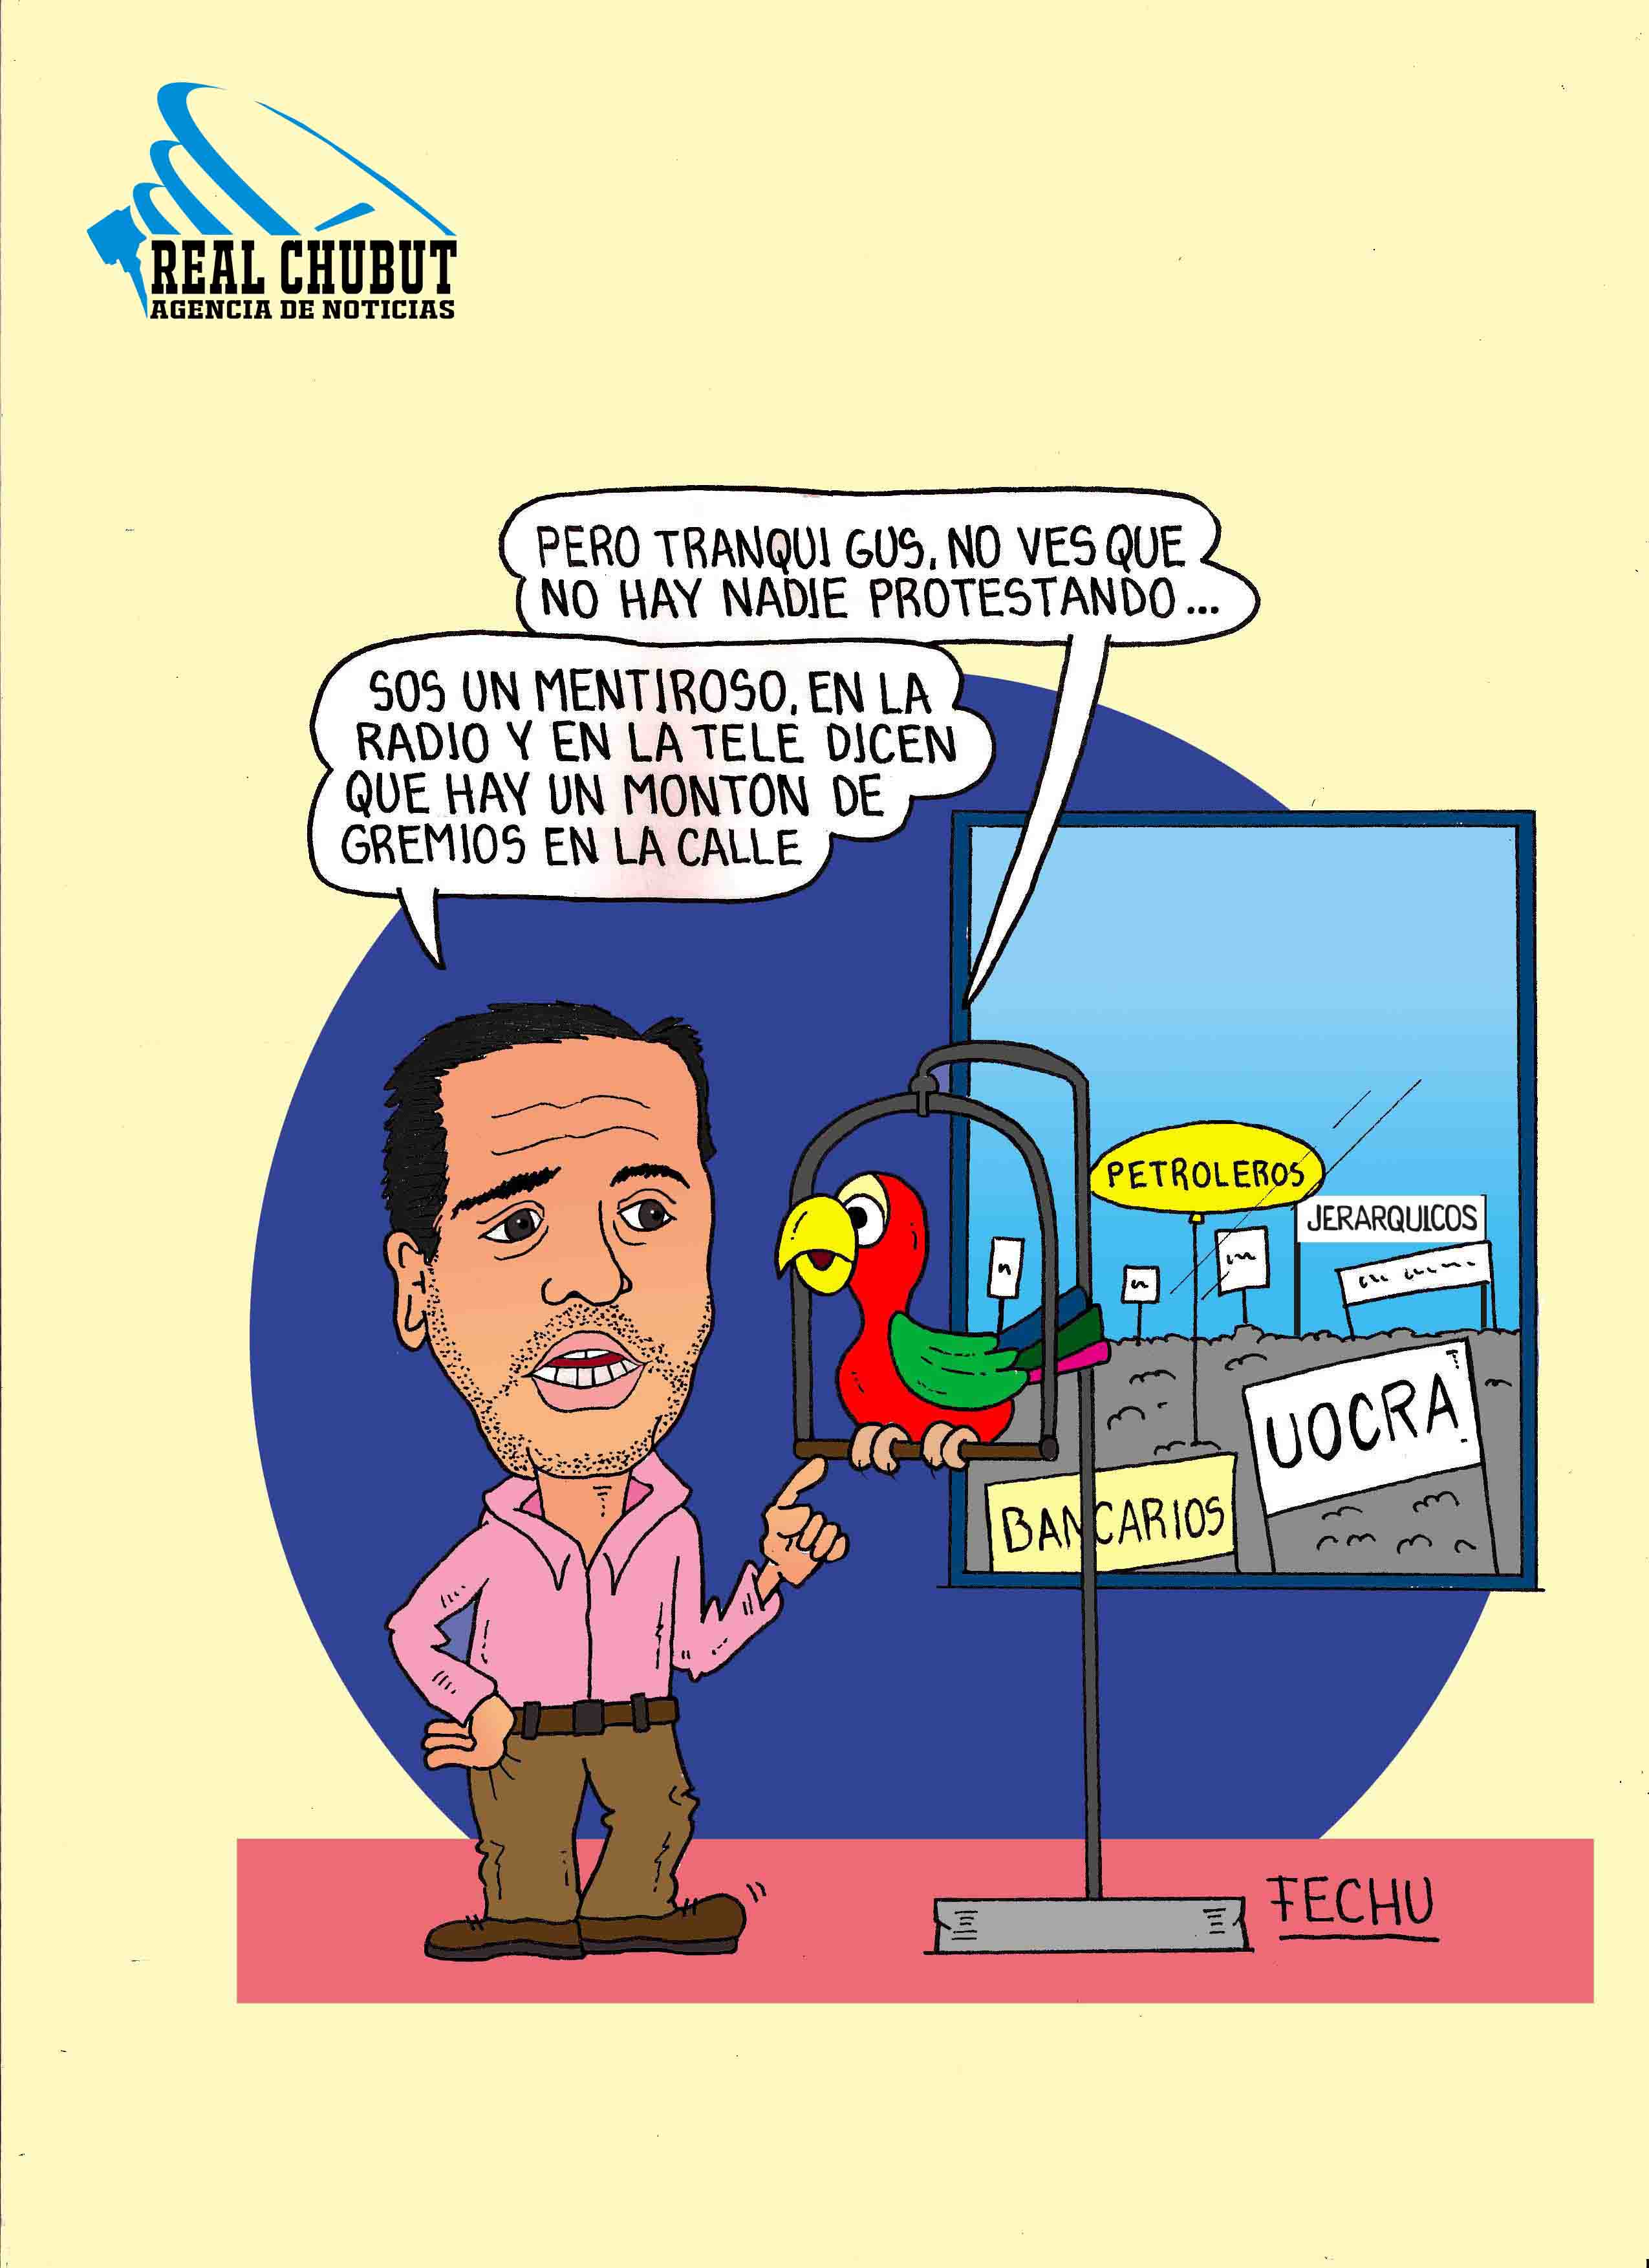 REAL CHUBUT
AGENCIA DE NOTICIAS
PERO TRANQUI GUS, NO VES QUE
NO HAY NADIE PROTESTANDO...
SOS UN MENTIROSO, EN LA
RADIO Y EN LA TELE DICEN
QUE HAY UN MONTON DE
GREMIOS EN LA CALLE
PETROLEROS
JERARQUICOS
UOCRA
BANCARIOS
FECHU